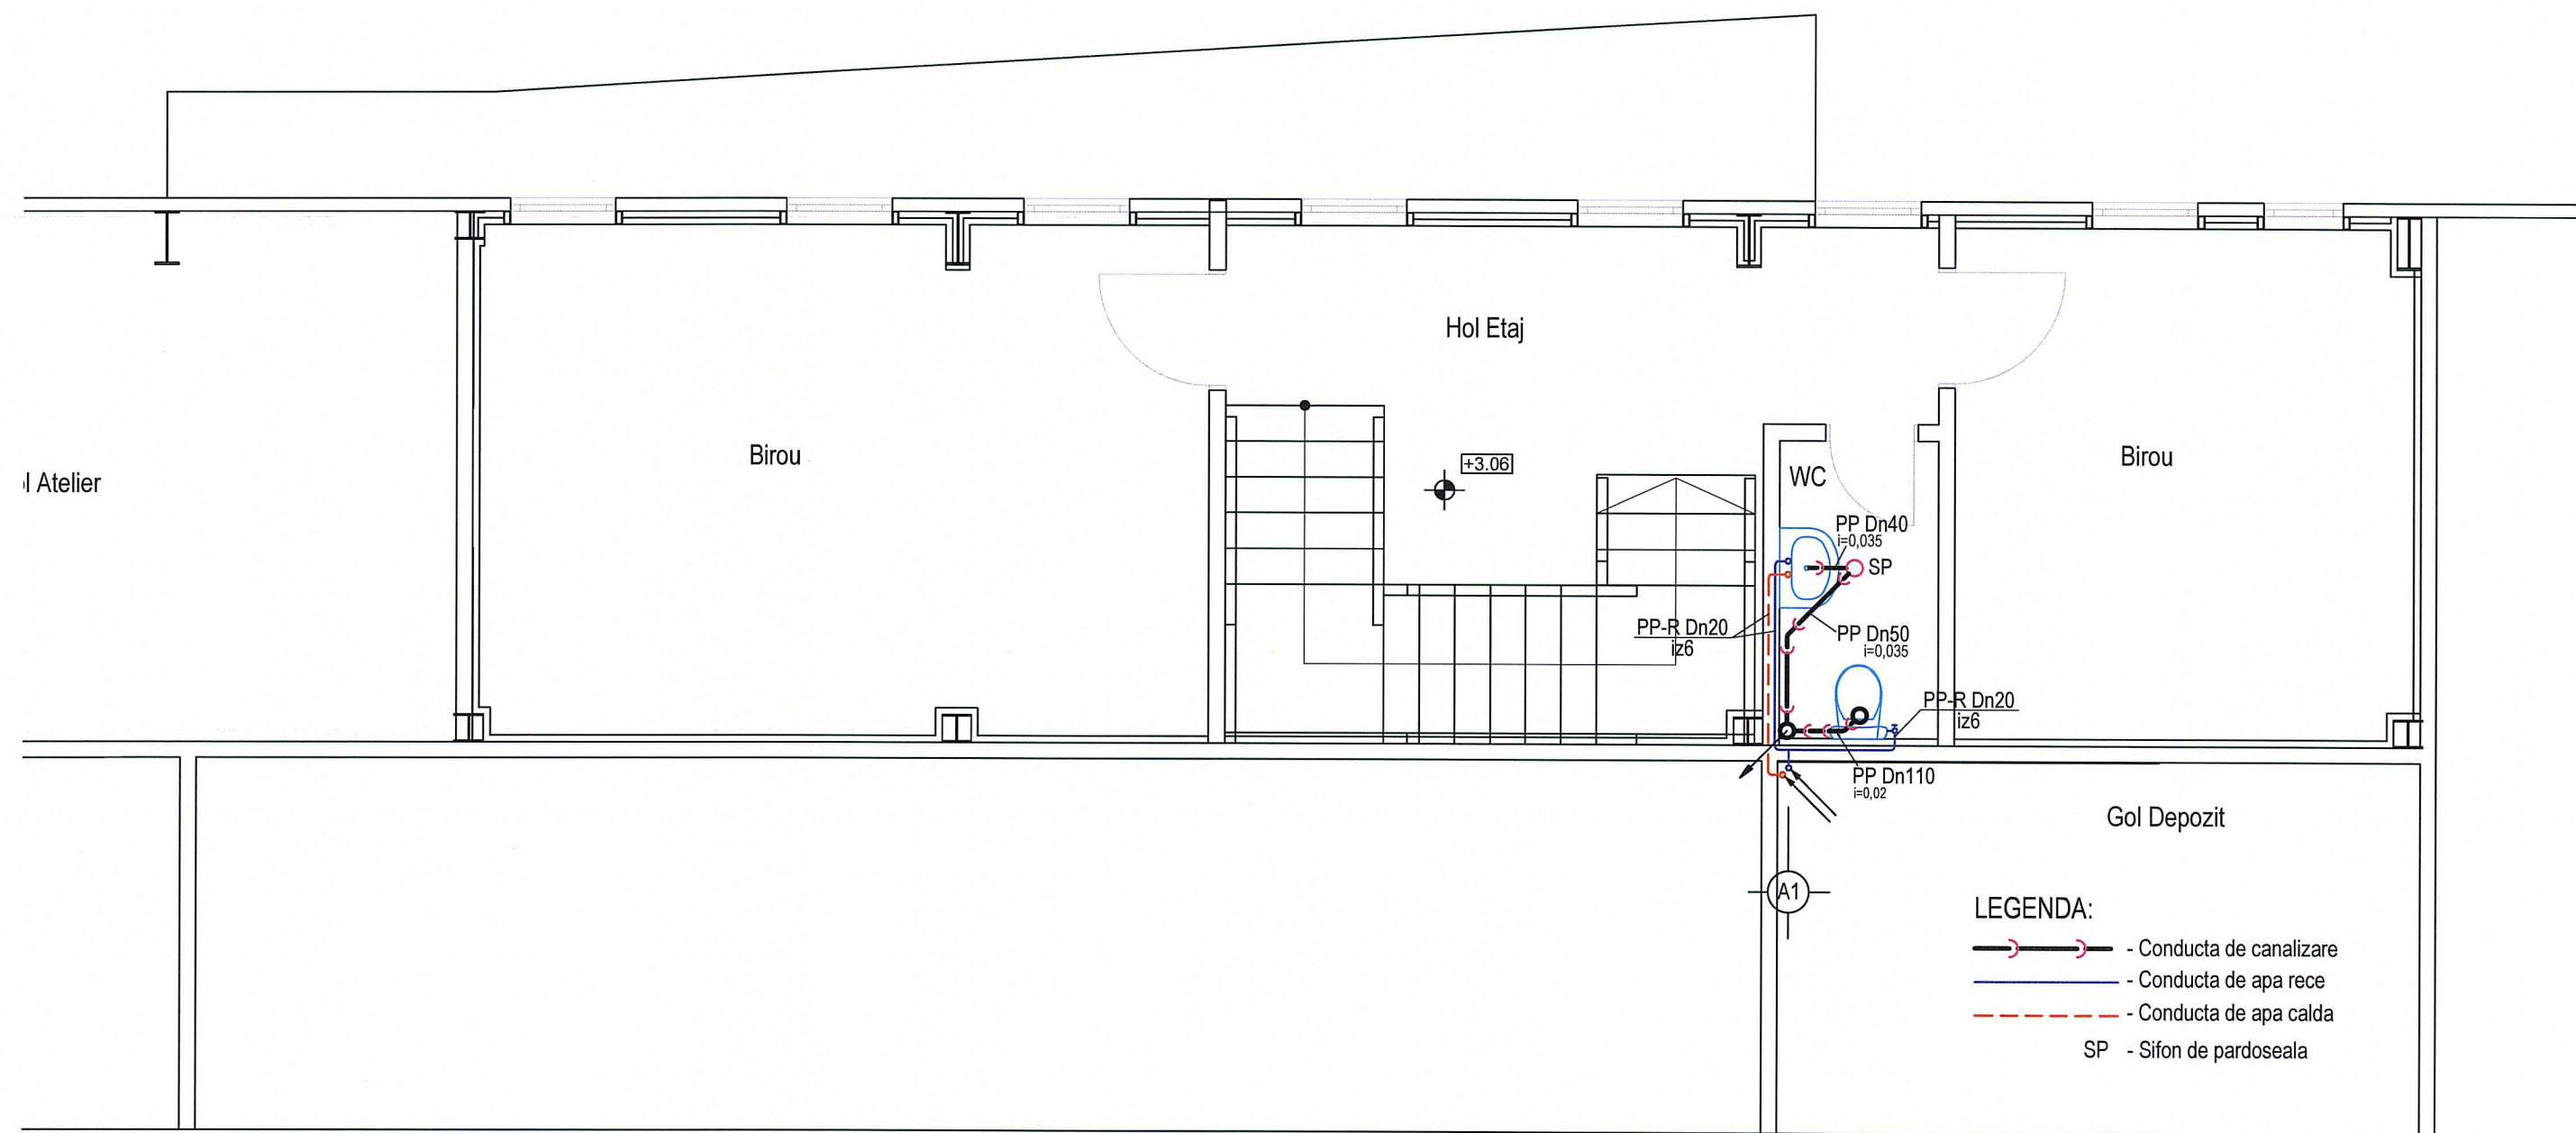 Hol Etaj
Birou
Birou
+3.06
WC
Atelier
PP Dn40
i=0,035
SP
PP-R Dn20
iz6
PP Dn50
i=0,035
PP-R Dn20
iz6
PP Dn110
i=0,02
Gol Depozit
A1
LEGENDA:
- Conducta de canalizare
- Conducta de apa rece
- Conducta de apa calda
SP - Sifon de pardoseala